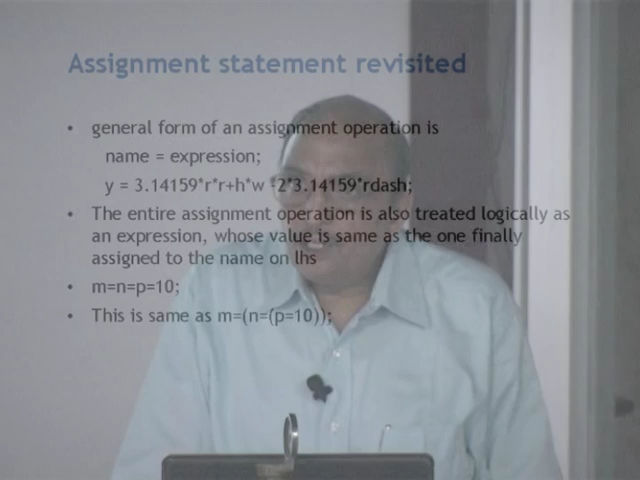 Assignment statement revisited
• general form of an assignment operation is
name = expression;
y = 3.14159*r*r+h*w -2*3.14159*rdash;
• The entire assignment operation is also treated logically as
an expression, whose value is same as the one finally
assigned to the name on lhs
• m=n=p=10;
• This is same as m=(n=(p=10));